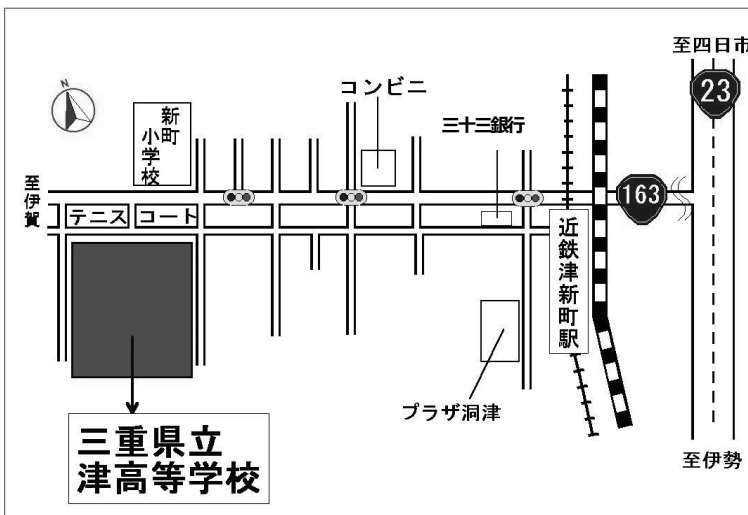 至四日市
23
N
コンビニ
新町
小学校
三十三銀行
至伊賀
163
テニス コート
近鉄津新町駅
プラザ洞津
三重県立
津高等学校
至伊勢